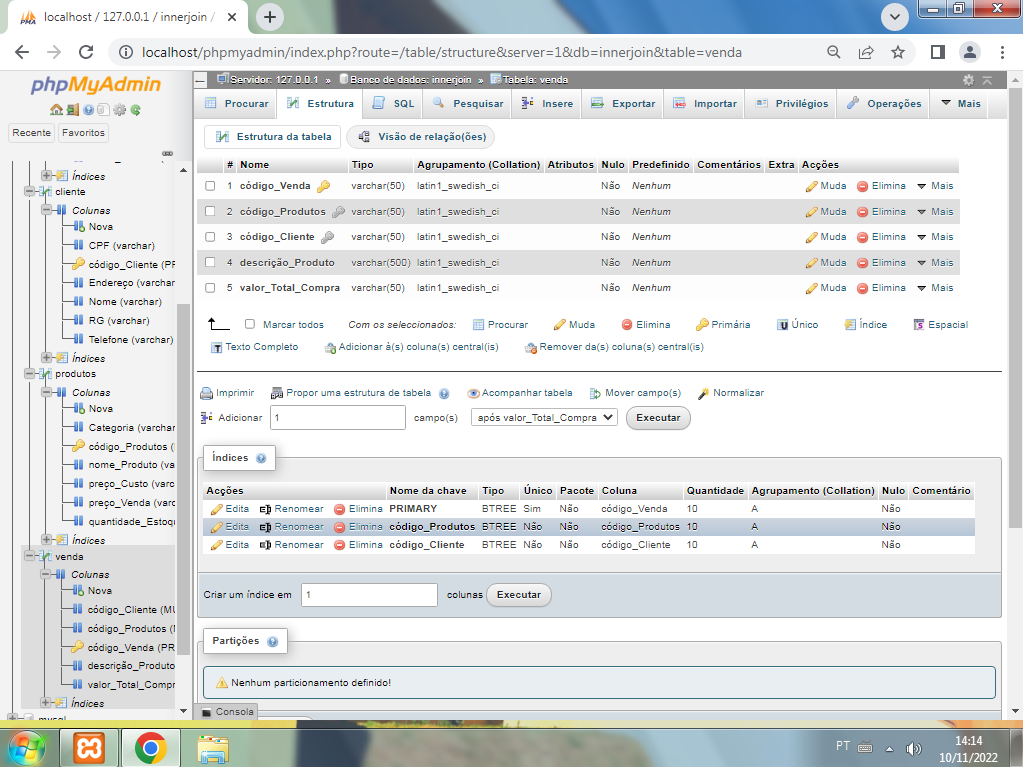 localhost / 127.0.0.1 / innerjoin /
localhost/phpmyadmin/index.php?route=/table/structure&server=1&db=innerjoin&table=venda
phpMyAdmin
Recente Favoritos
Índices
cliente
Colunas
Nova
CPF (varchar)
código_Cliente (PR
Endereço (varchar
Nome (varchar)
RG (varchar)
Telefone (varchar)
Índices
produtos
Colunas
Nova
Categoria (varchar
código_Produtos (
nome_Produto (va
preço_Custo (varc
preço_Venda (varc
quantidade_Estoqu
Índices
venda
Colunas
Nova
código_Cliente (MU
código_Produtos (M
código_Venda (PR
descrição_Produto
valor_Total_Compr
Índices
mysql
Servidor: 127.0.0.1 » Banco de dados: innerjoin » Tabela: venda
Procurar Estrutura SQL Pesquisar Insere Exportar Importar Privilégios Operações Mais
Estrutura da tabela Visão de relação(ões)
# Nome Tipo Agrupamento (Collation) Atributos Nulo Predefinido Comentários Extra Acções
1 código_Venda varchar(50) latin1_swedish_ci Não Nenhum Muda Elimina Mais
2 código_Produtos varchar(50) latin1_swedish_ci Não Nenhum Muda Elimina Mais
3 código_Cliente varchar(50) latin1_swedish_ci Não Nenhum Muda Elimina Mais
4 descrição_Produto varchar(500) latin1_swedish_ci Não Nenhum Muda Elimina Mais
5 valor_Total_Compra varchar(50) latin1_swedish_ci Não Nenhum Muda Elimina Mais
Marcar todos Com os seleccionados: Procurar Muda Elimina Primária Único Índice Espacial
Texto Completo Adicionar à(s) coluna(s) central(is) Remover da(s) coluna(s) central(is)
Imprimir Propor uma estrutura de tabela Acompanhar tabela Mover campo(s) Normalizar
Adicionar 1 campo(s) após valor_Total_Compra Executar
Índices
Acções Nome da chave Tipo Único Pacote Coluna Quantidade Agrupamento (Collation) Nulo Comentário
Edita Renomear Elimina PRIMARY BTREE Sim Não código_Venda 10 A Não
Edita Renomear Elimina código_Produtos BTREE Não Não código_Produtos 10 A Não
Edita Renomear Elimina código_Cliente BTREE Não Não código_Cliente 10 A Não
Criar um índice em 1 colunas Executar
Partições
Nenhum particionamento definido!
Consola
PT 14:14
10/11/2022